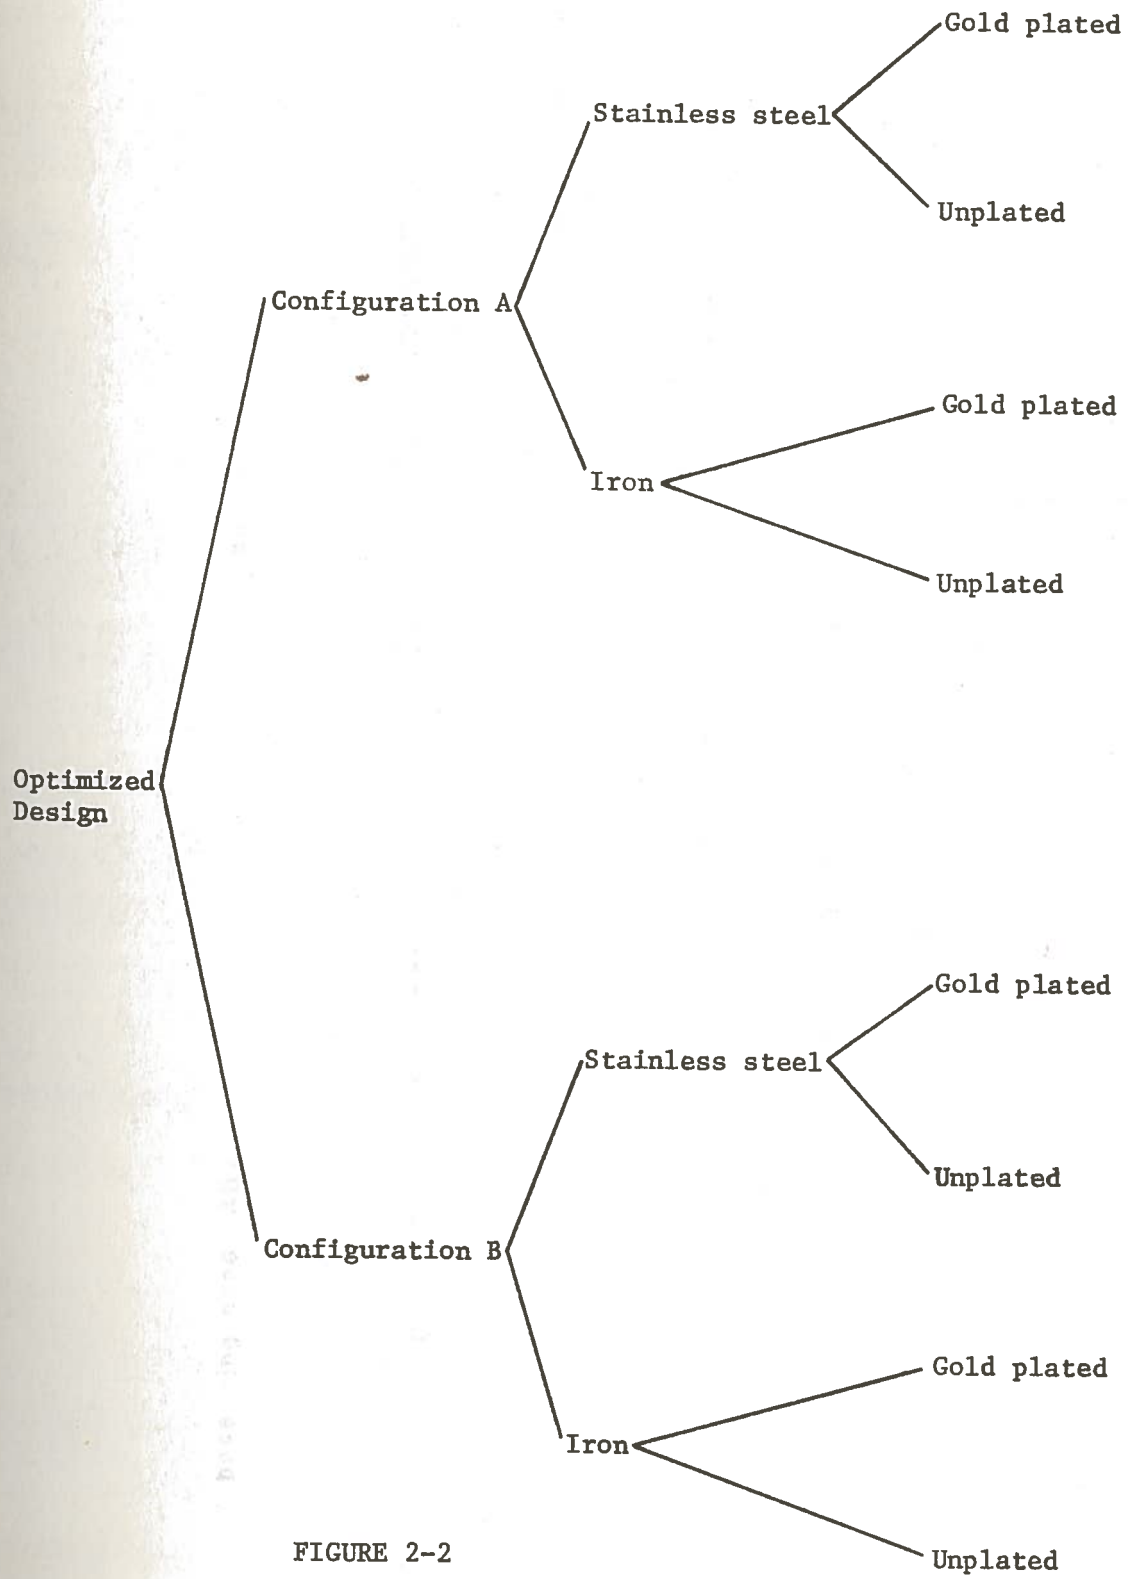 Gold plated
Stainless steel
Unplated
Configuration A
Gold plated
Iron
Unplated
Optimized
Design
Gold plated
Stainless steel
Unplated
Configuration B
Gold plated
Iron
Unplated
FIGURE 2-2